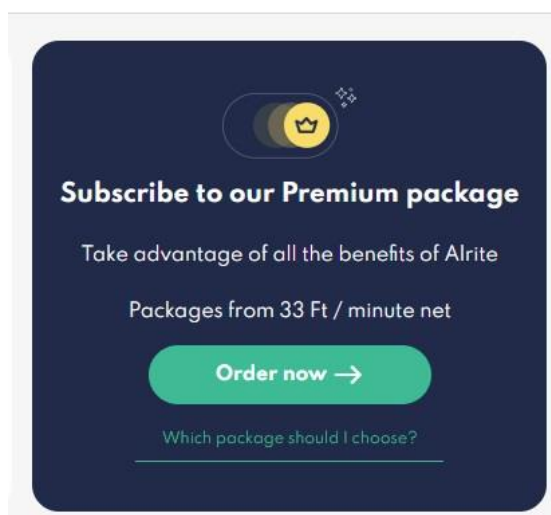 Subscribe to our Premium package
Take advantage of all the benefits of Alrite
Packages from 33 Ft / minute net
Order now →
Which package should I choose?